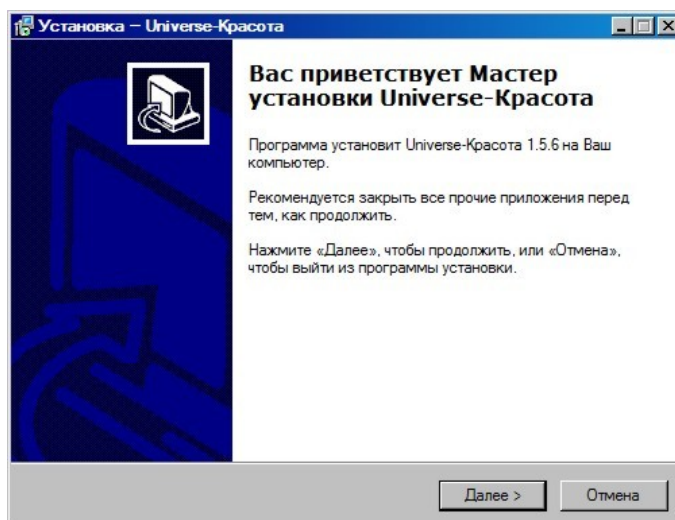 Установка – Universe-Красота
Вас приветствует Мастер
установки Universe-Красота
Программа установит Universe-Красота 1.5.6 на Ваш
компьютер.
Рекомендуется закрыть все прочие приложения перед
тем, как продолжить.
Нажмите «Далее», чтобы продолжить, или «Отмена»,
чтобы выйти из программы установки.
Далее >
Отмена